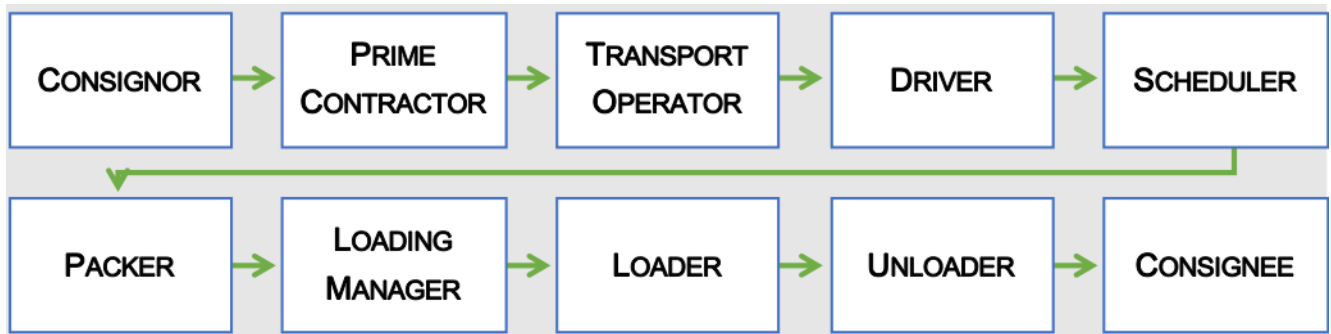 CONSIGNOR
PRIME
CONTRACTOR
TRANSPORT
OPERATOR
DRIVER
SCHEDULER
PACKER
LOADING
MANAGER
LOADER
UNLOADER
CONSIGNEE